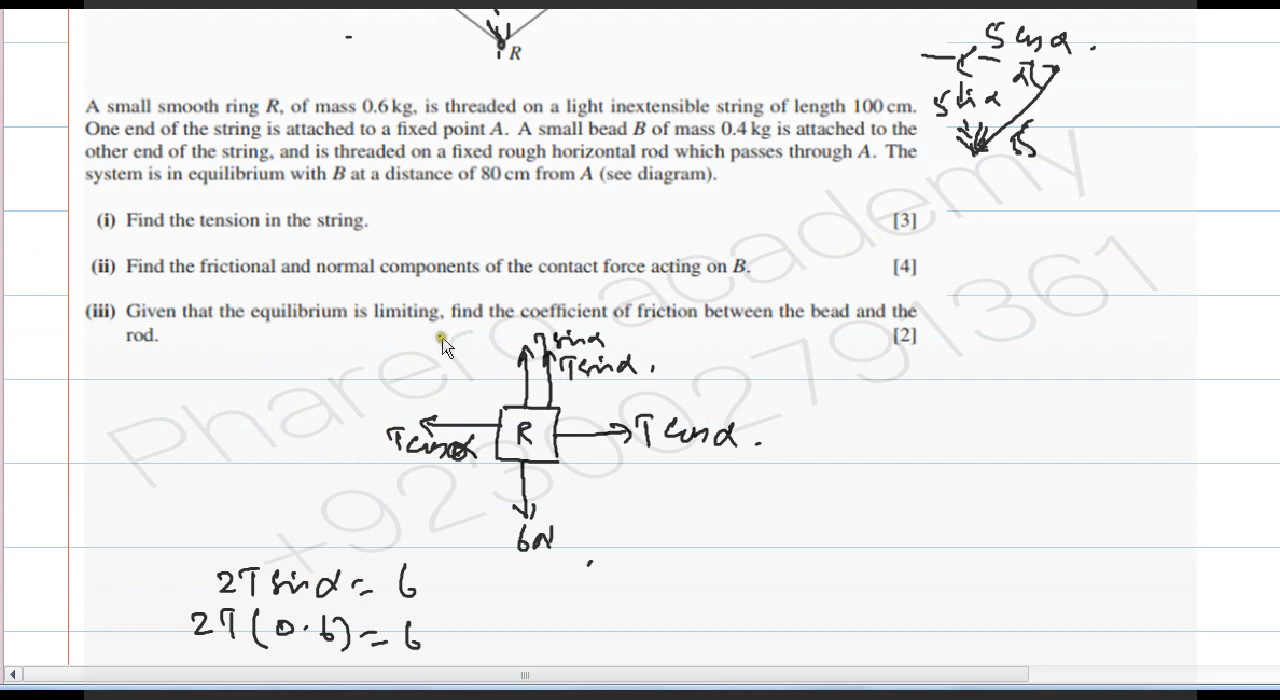 R
5 cos α.
α
5 sin α
5
A small smooth ring R, of mass 0.6 kg, is threaded on a light inextensible string of length 100 cm.
One end of the string is attached to a fixed point A. A small bead B of mass 0.4 kg is attached to the
other end of the string, and is threaded on a fixed rough horizontal rod which passes through A. The
system is in equilibrium with B at a distance of 80 cm from A (see diagram).
(i) Find the tension in the string. [3]
(ii) Find the frictional and normal components of the contact force acting on B. [4]
(iii) Given that the equilibrium is limiting, find the coefficient of friction between the bead and the
rod. [2]
T sin α
T sin α.
T cos α R T cos α.
6N
2T sin α = 6
2T(0.6) = 6
Pharero academy
+923002791361